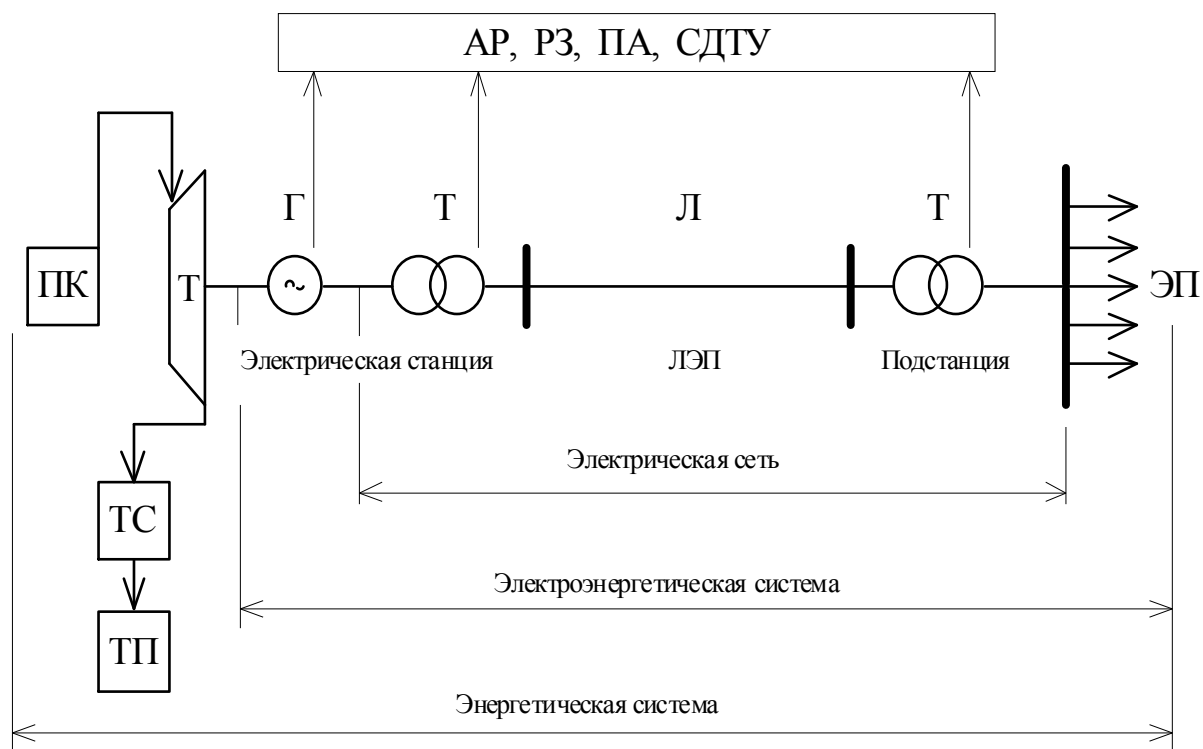 АР, РЗ, ПА, СДТУ
Г Т Л Т
ПК Т ~ ЭП
Электрическая станция ЛЭП Подстанция
Электрическая сеть
ТС
Электроэнергетическая система
ТП
Энергетическая система